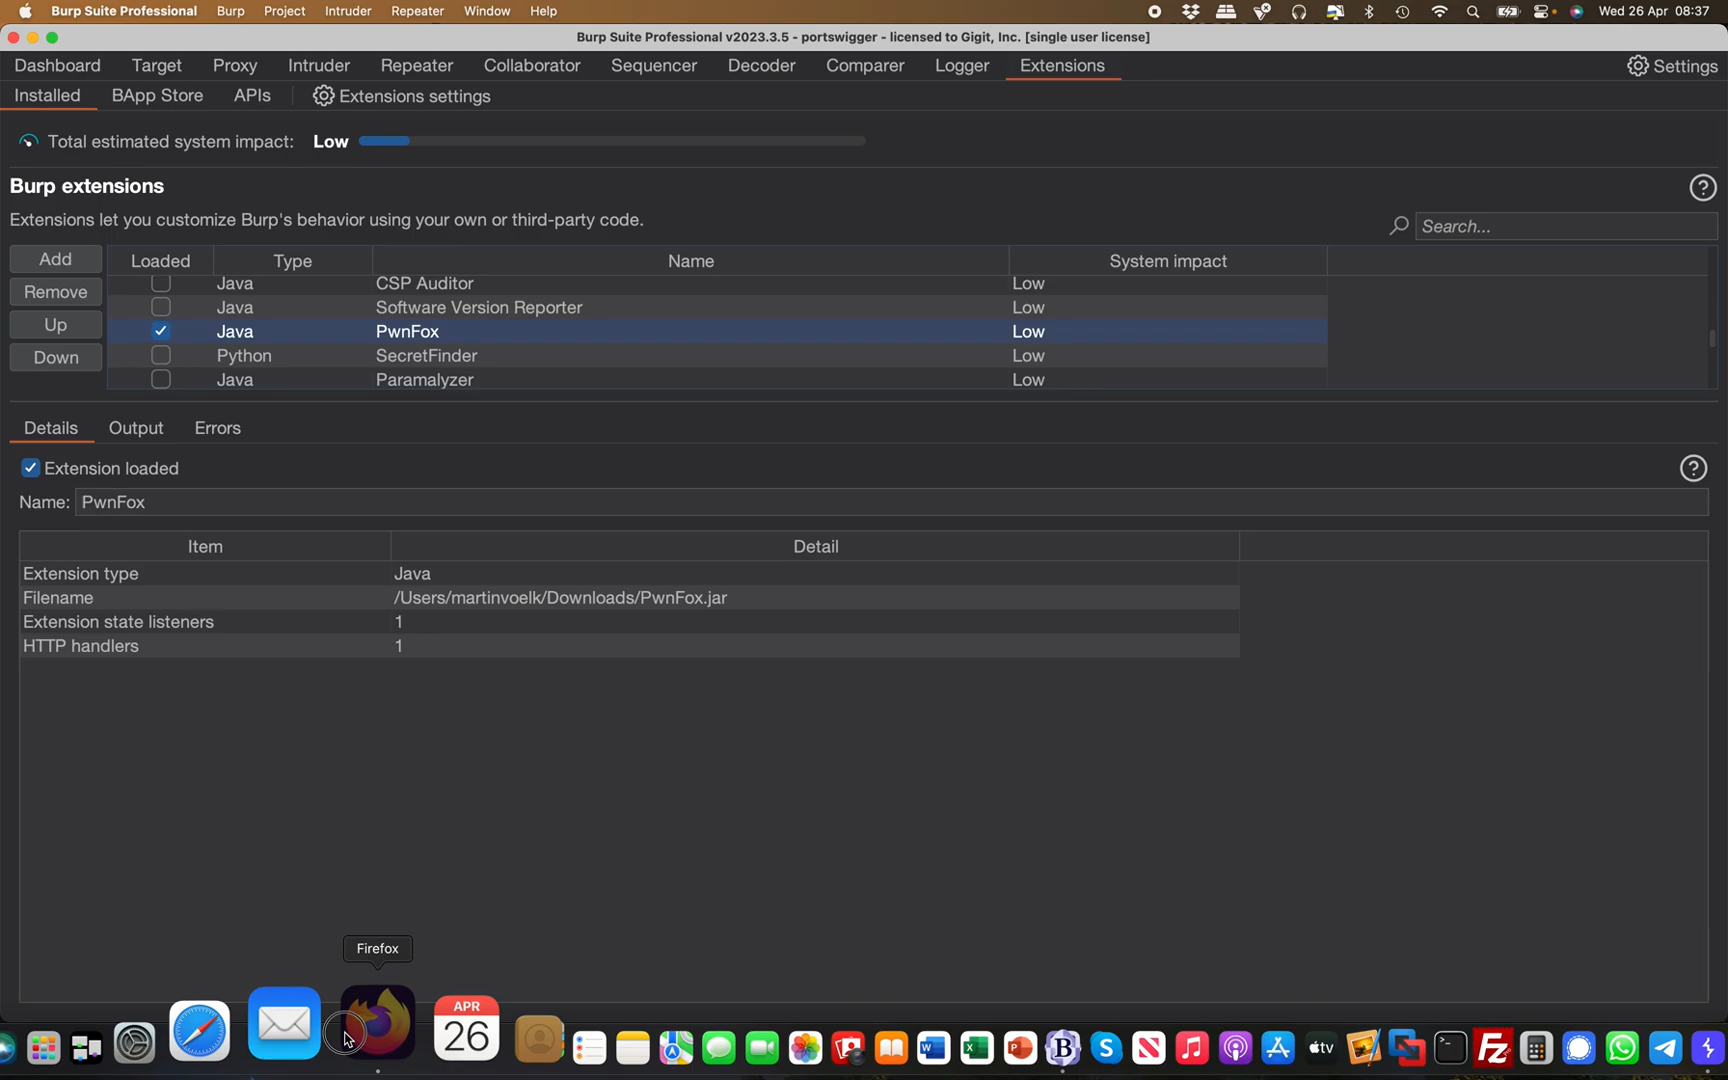 Burp Suite Professional Burp Project Intruder Repeater Window Help Wed 26 Apr 08:37
Burp Suite Professional v2023.3.5 - portswigger - licensed to Gigit, Inc. [single user license]
Dashboard Target Proxy Intruder Repeater Collaborator Sequencer Decoder Comparer Logger Extensions Settings
Installed BApp Store APIs Extensions settings
Total estimated system impact: Low
Burp extensions
Extensions let you customize Burp's behavior using your own or third-party code.
Search...
Add Loaded Type Name System impact
Java CSP Auditor Low
Remove
Java Software Version Reporter Low
Up
Java PwnFox Low
Down
Python SecretFinder Low
Java Paramalyzer Low
Details Output Errors
Extension loaded
Name: PwnFox
Item Detail
Extension type Java
Filename /Users/martinvoelk/Downloads/PwnFox.jar
Extension state listeners 1
HTTP handlers 1
Firefox
APR
26
W X P B S N tv Fz